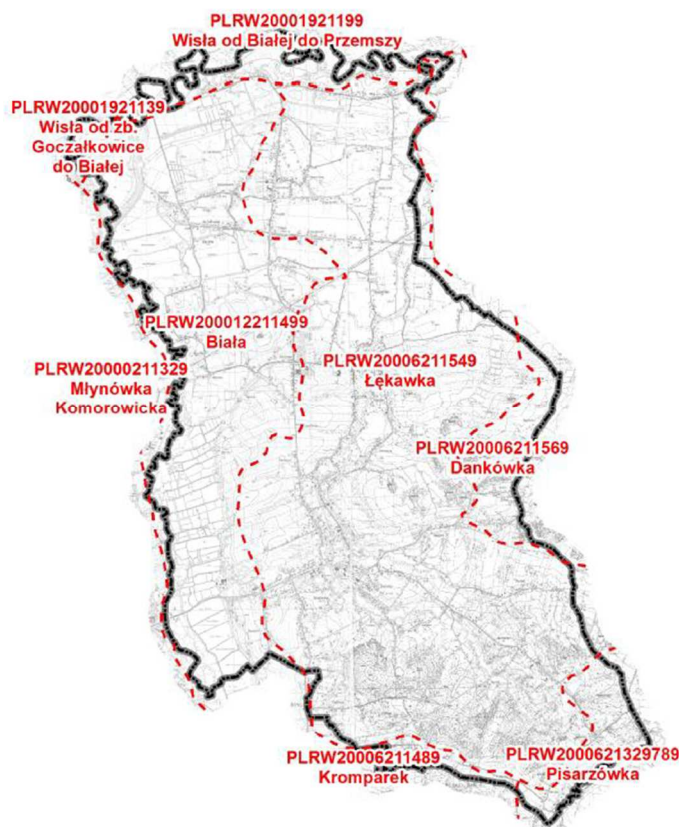 PLRW20001921199
Wisła od Białej do Przemszy
PLRW20001921139
Wisła od zb.
Goczałkowice
do Białej
PLRW200012211499
Biała
PLRW20000211329
Młynówka
Komorowicka
PLRW20006211549
Łękawka
PLRW20006211569
Dankówka
PLRW20006211489
Kromparek
PLRW2000621329789
Pisarzówka